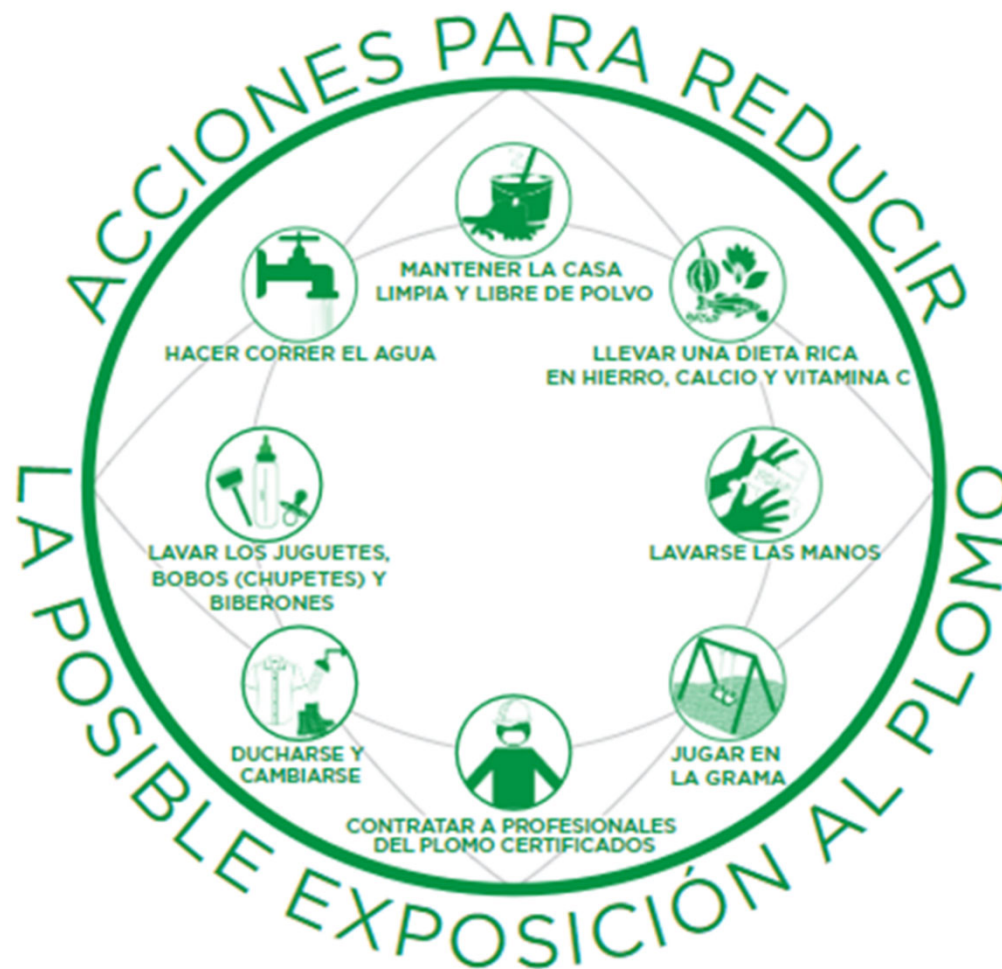 ACCIONES PARA REDUCIR
LA POSIBLE EXPOSICIÓN AL PLOMO
MANTENER LA CASA
LIMPIA Y LIBRE DE POLVO
LLEVAR UNA DIETA RICA
EN HIERRO, CALCIO Y VITAMINA C
LAVARSE LAS MANOS
JUGAR EN
LA GRAMA
CONTRATAR A PROFESIONALES
DEL PLOMO CERTIFICADOS
DUCHARSE Y
CAMBIARSE
LAVAR LOS JUGUETES,
BOBOS (CHUPETES) Y
BIBERONES
HACER CORRER EL AGUA